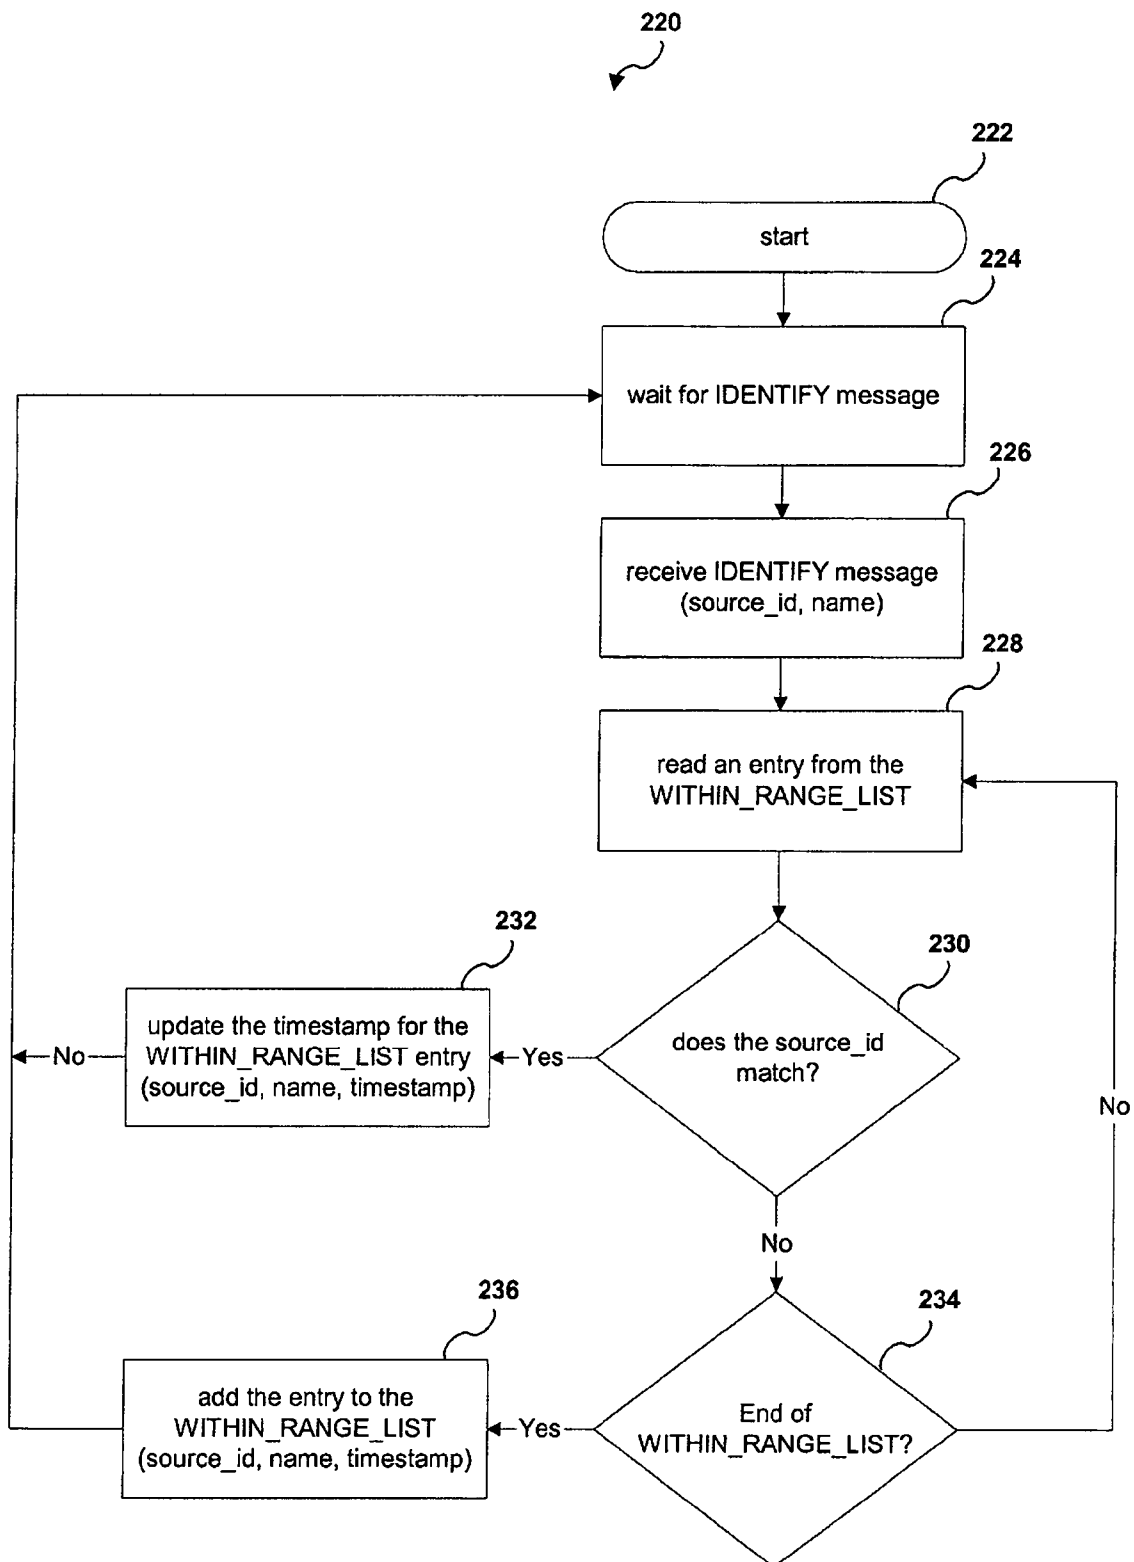 220
222
start
224
wait for IDENTIFY message
226
receive IDENTIFY message
(source_id, name)
228
read an entry from the
WITHIN_RANGE_LIST
230
does the source_id
match?
Yes
232
update the timestamp for the
WITHIN_RANGE_LIST entry
(source_id, name, timestamp)
No
No
234
End of
WITHIN_RANGE_LIST?
No
Yes
236
add the entry to the
WITHIN_RANGE_LIST
(source_id, name, timestamp)